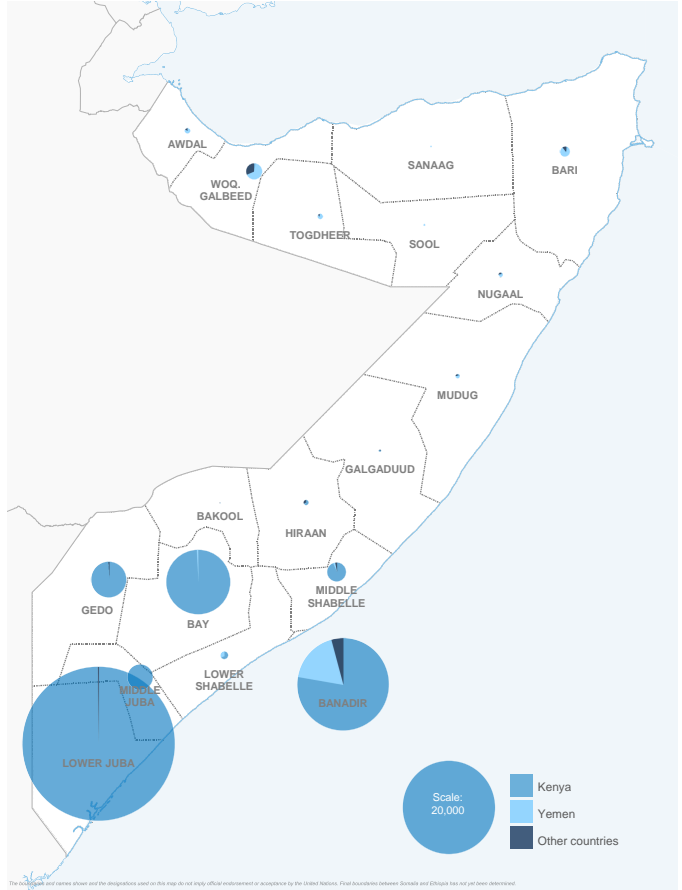 AWDAL
SANAAG
BARI
WOQ.
GALBEED
TOGDHEER
SOOL
NUGAAL
MUDUG
GALGADUUD
BAKOOL
HIRAAN
MIDDLE
SHABELLE
GEDO
BAY
LOWER
SHABELLE
MIDDLE
JUBA
BANADIR
LOWER JUBA
Scale:
20,000
Kenya
Yemen
Other countries
The boundaries and names shown and the designations used on this map do not imply official endorsement or acceptance by the United Nations. Final boundaries between Somalia and Ethiopia has not yet been determined.